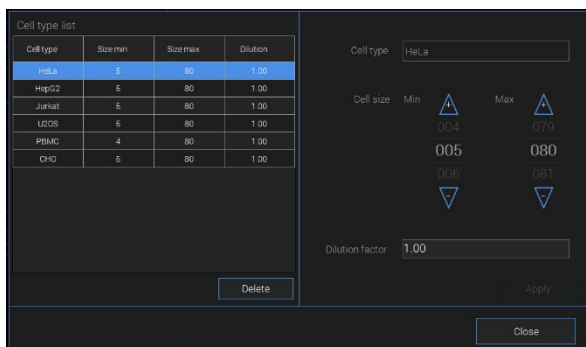 Cell type list
Cell type Size min Size max Dilution
HeLa 5 80 1.00
HepG2 5 80 1.00
Jurkat 5 80 1.00
U2OS 5 80 1.00
PBMC 4 80 1.00
CHO 5 80 1.00
Delete
Cell type HeLa
Cell size Min + Max +
004 079
005 080
006 081
- -
Dilution factor 1.00
Apply
Close